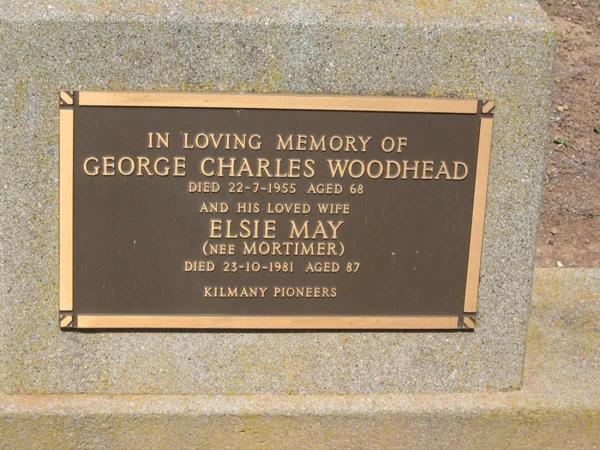 IN LOVING MEMORY OF
GEORGE CHARLES WOODHEAD
DIED 22-7-1955 AGED 68
AND HIS LOVED WIFE
ELSIE MAY
(NEE MORTIMER)
DIED 23-10-1981 AGED 87
KILMANY PIONEERS